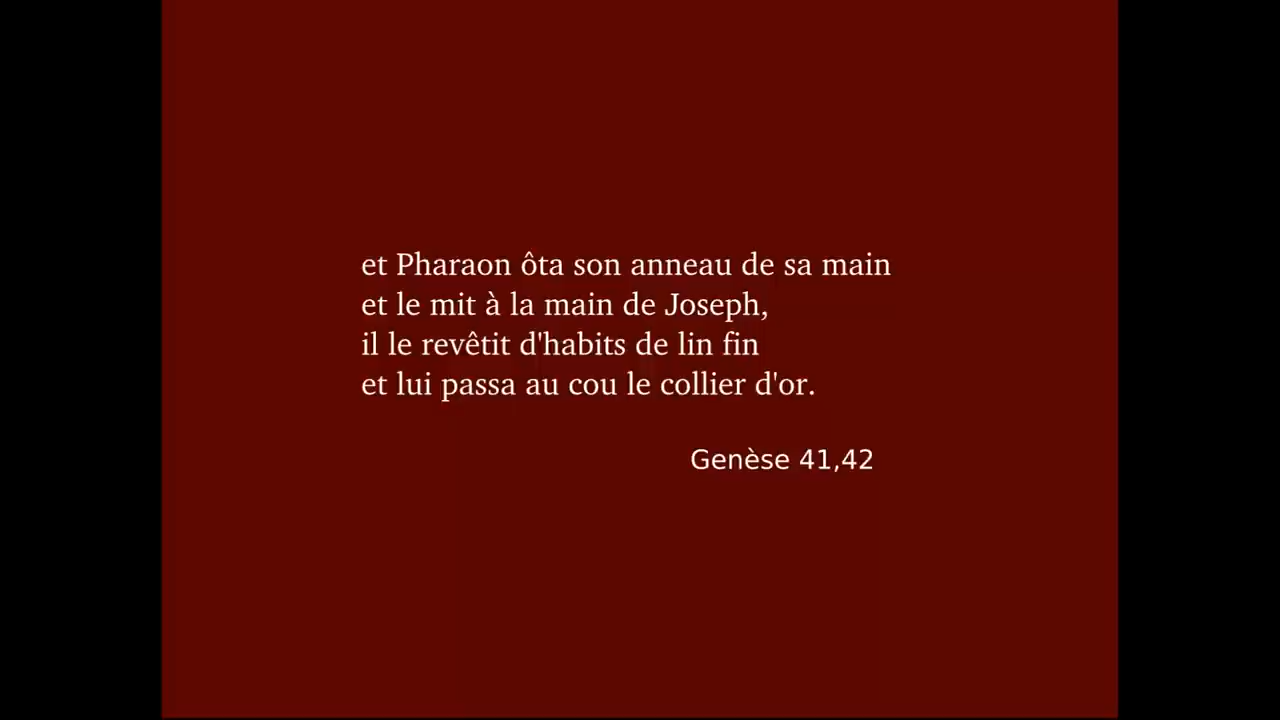 et Pharaon ôta son anneau de sa main
et le mit à la main de Joseph,
il le revêtit d'habits de lin fin
et lui passa au cou le collier d'or.
Genèse 41,42